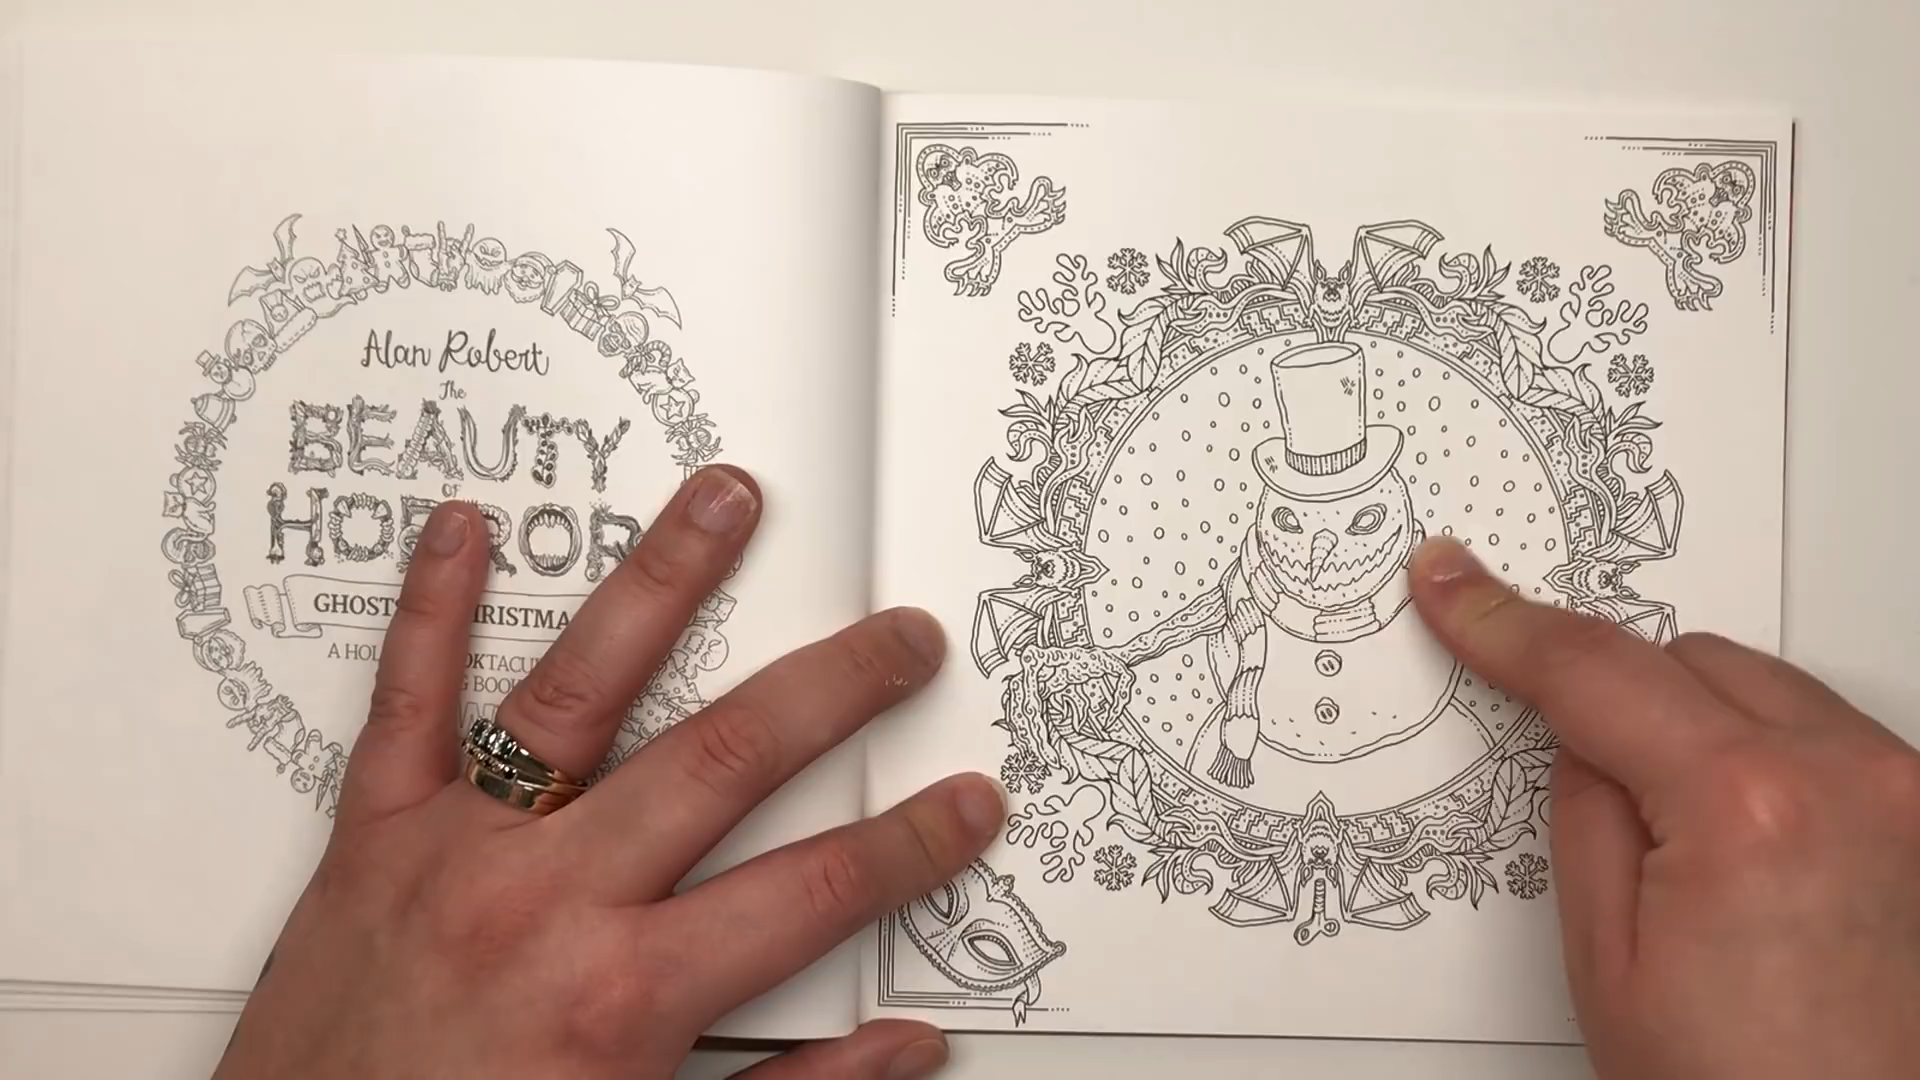 Alan Robert
The
BEAUTY
OF
HORROR
GHOSTS CHRISTMA
A HOL OKTACU
G BOOK